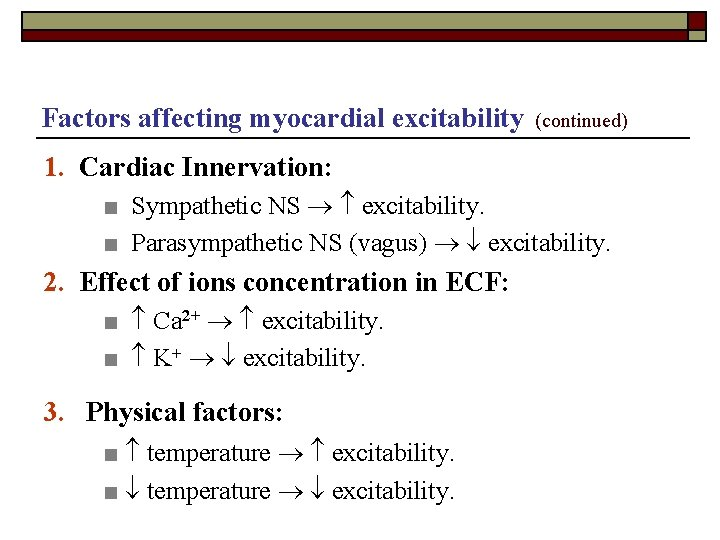 Factors affecting myocardial excitability (continued)
1. Cardiac Innervation:
■ Sympathetic NS → ↑ excitability.
■ Parasympathetic NS (vagus) → ↓ excitability.
2. Effect of ions concentration in ECF:
■ ↑ Ca²⁺ → ↑ excitability.
■ ↑ K⁺ → ↓ excitability.
3. Physical factors:
■ ↑ temperature → ↑ excitability.
■ ↓ temperature → ↓ excitability.